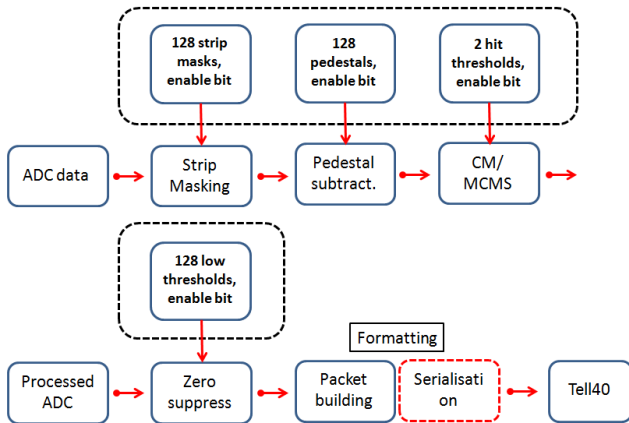 128 strip
masks,
enable bit
128
pedestals,
enable bit
2 hit
thresholds,
enable bit
ADC data
Strip
Masking
Pedestal
subtract.
CM/
MCMS
128 low
thresholds,
enable bit
Formatting
Processed
ADC
Zero
suppress
Packet
building
Serialisati
on
Tell40